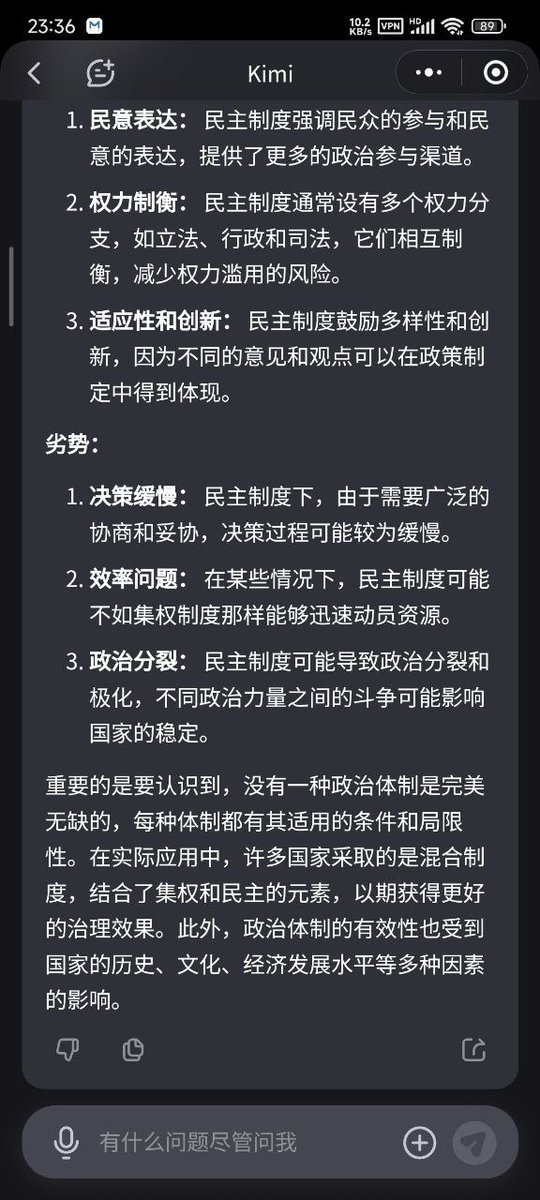 23:36
10.2 KB/s VPN HD 89
Kimi
1. 民意表达： 民主制度强调民众的参与和民
意的表达，提供了更多的政治参与渠道。
2. 权力制衡： 民主制度通常设有多个权力分
支，如立法、行政和司法，它们相互制
衡，减少权力滥用的风险。
3. 适应性和创新： 民主制度鼓励多样性和创
新，因为不同的意见和观点可以在政策制
定中得到体现。
劣势：
1. 决策缓慢： 民主制度下，由于需要广泛的
协商和妥协，决策过程可能较为缓慢。
2. 效率问题： 在某些情况下，民主制度可能
不如集权制度那样能够迅速动员资源。
3. 政治分裂： 民主制度可能导致政治分裂和
极化，不同政治力量之间的斗争可能影响
国家的稳定。
重要的是要认识到，没有一种政治体制是完美
无缺的，每种体制都有其适用的条件和局限
性。在实际应用中，许多国家采取的是混合制
度，结合了集权和民主的元素，以期获得更好
的治理效果。此外，政治体制的有效性也受到
国家的历史、文化、经济发展水平等多种因素
的影响。
有什么问题尽管问我